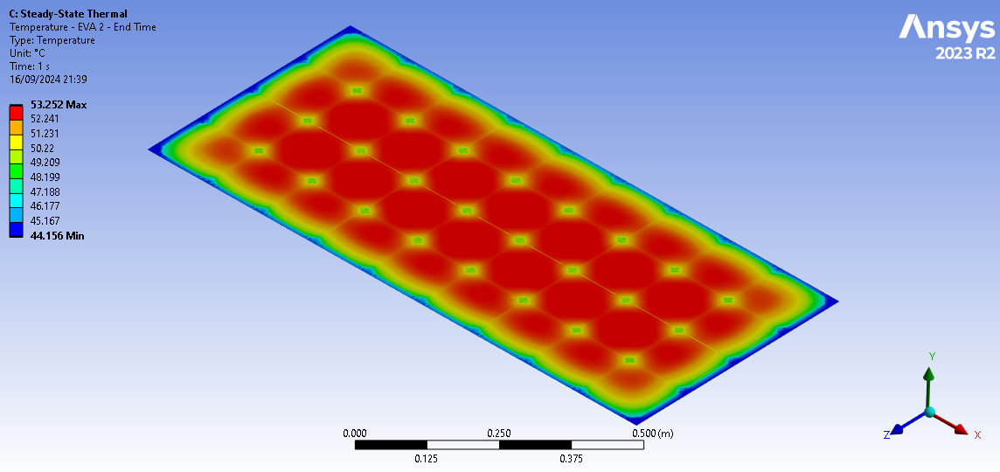 C: Steady-State Thermal
Temperature - EVA 2 - End Time
Type: Temperature
Unit: °C
Time: 1 s
16/09/2024 21:39
53.252 Max
52.241
51.231
50.22
49.209
48.199
47.188
46.177
45.167
44.156 Min
Ansys
2023 R2
0.000 0.250 0.500 (m)
0.125 0.375
Y
Z X